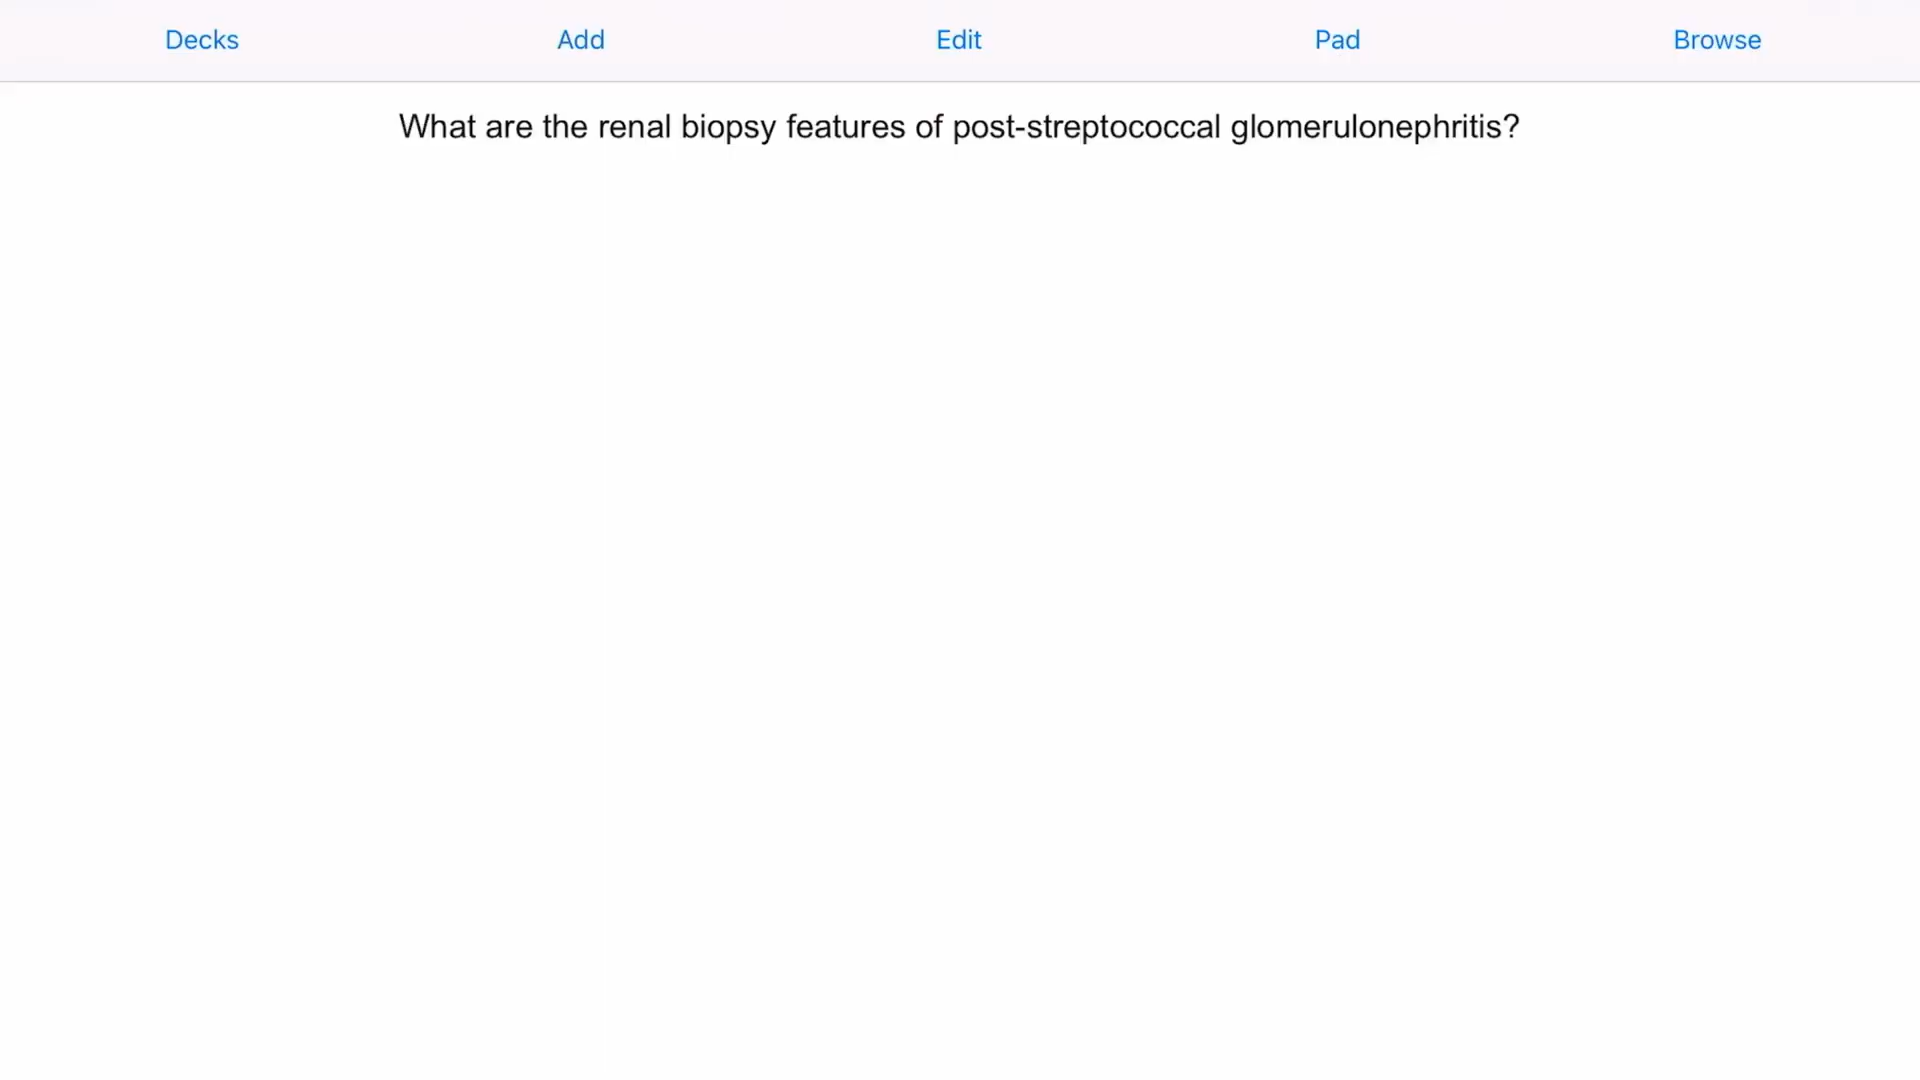 Decks Add Edit Pad Browse
What are the renal biopsy features of post-streptococcal glomerulonephritis?